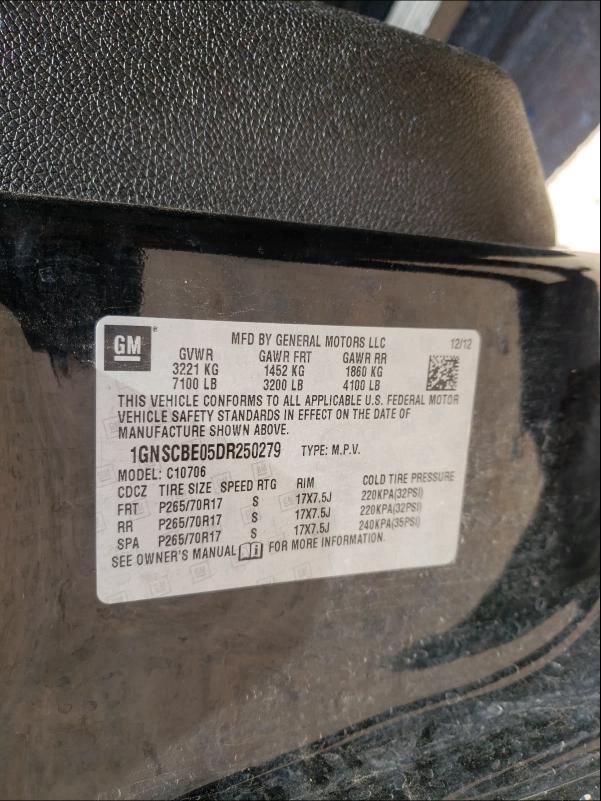 GM ® MFD BY GENERAL MOTORS LLC 12/12
GVWR GAWR FRT GAWR RR
3221 KG 1452 KG 1860 KG
7100 LB 3200 LB 4100 LB
THIS VEHICLE CONFORMS TO ALL APPLICABLE U.S. FEDERAL MOTOR
VEHICLE SAFETY STANDARDS IN EFFECT ON THE DATE OF
MANUFACTURE SHOWN ABOVE.
1GNSCBE05DR250279 TYPE: M.P.V.
MODEL: C10706
CDCZ TIRE SIZE SPEED RTG RIM COLD TIRE PRESSURE
FRT P265/70R17 S 17X7.5J 220KPA(32PSI)
RR P265/70R17 S 17X7.5J 220KPA(32PSI)
SPA P265/70R17 S 17X7.5J 240KPA(35PSI)
SEE OWNER'S MANUAL FOR MORE INFORMATION.